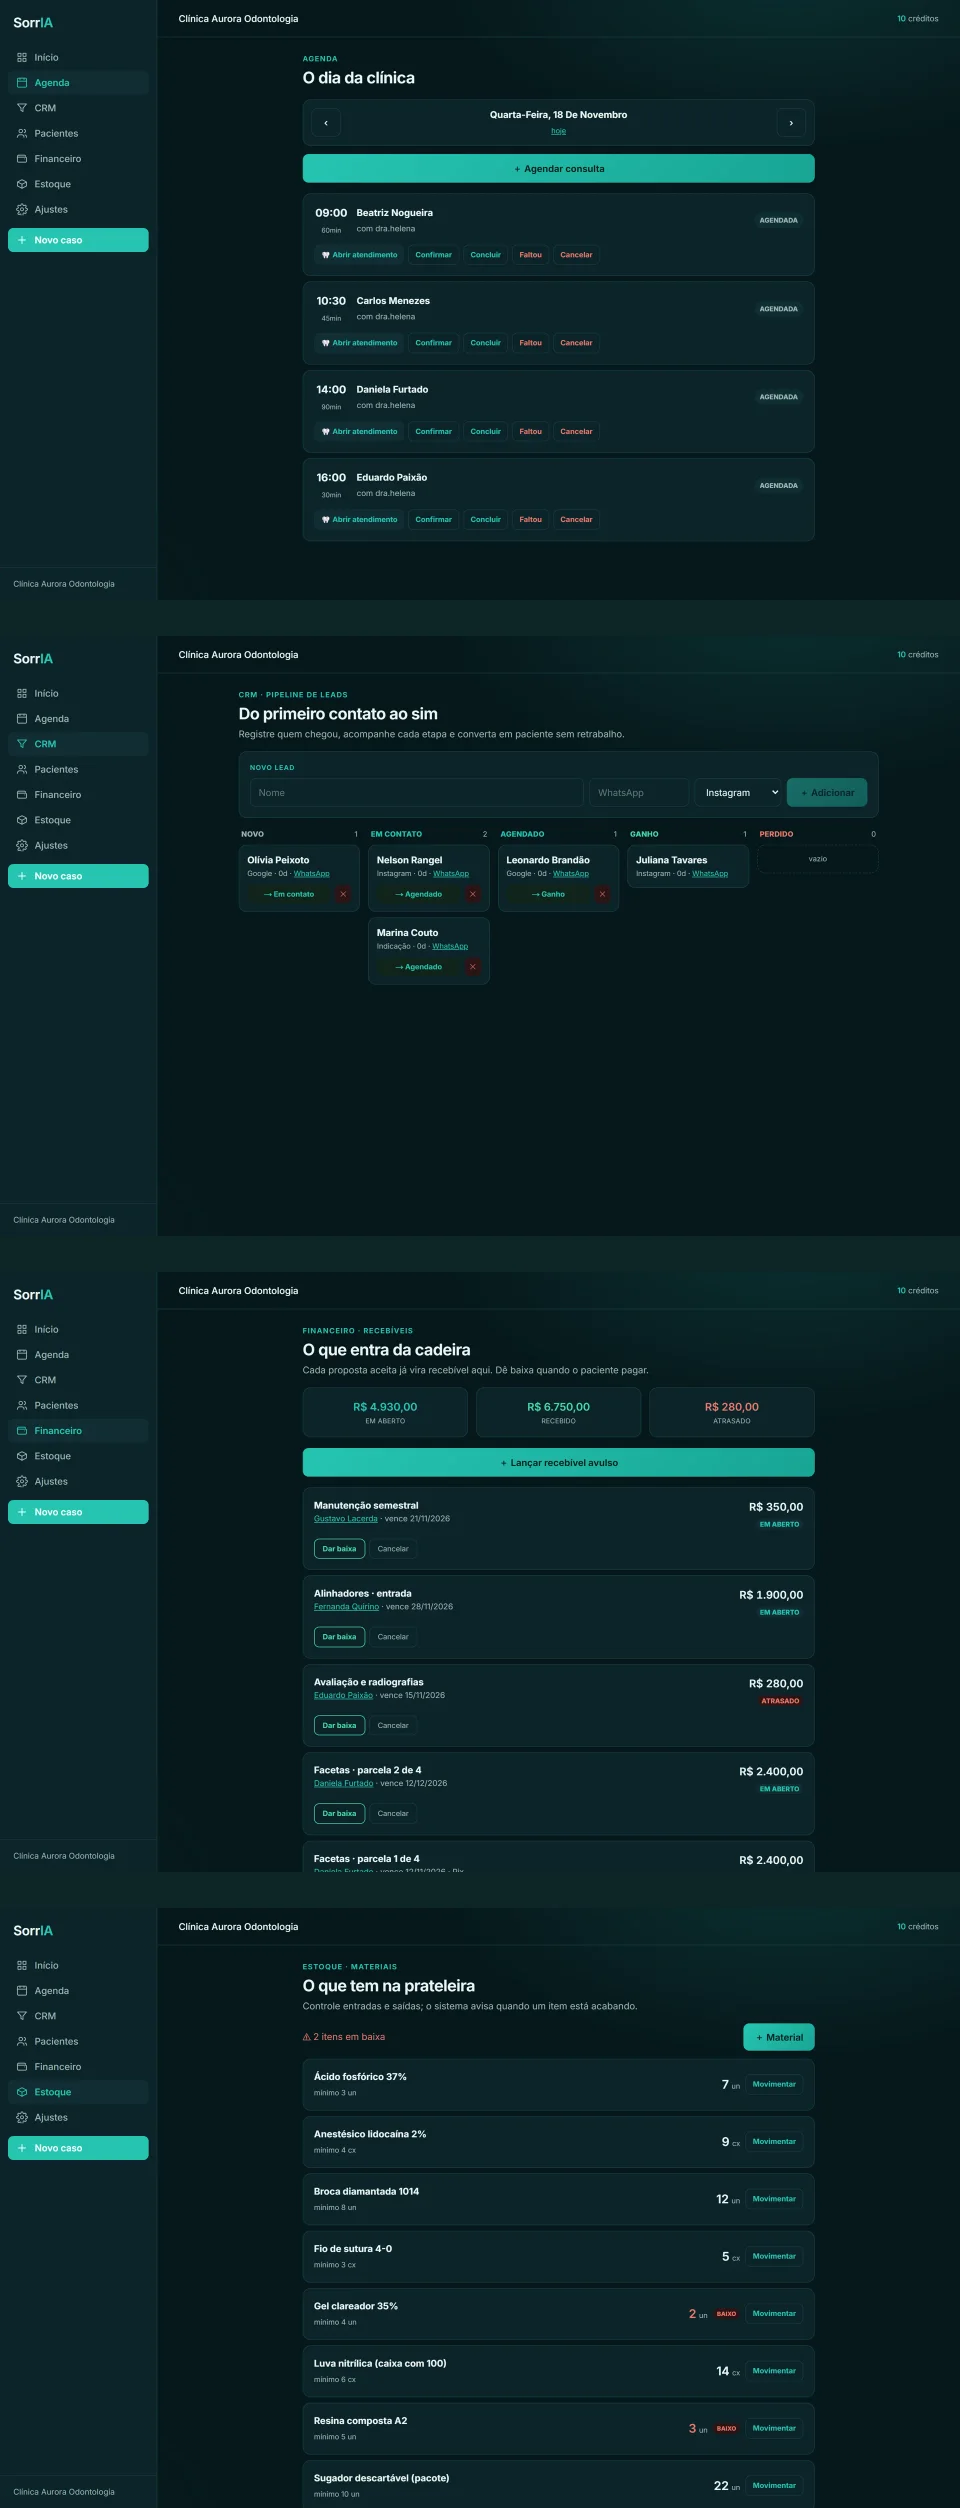 SorrIA
Início
Agenda
CRM
Pacientes
Financeiro
Estoque
Ajustes
+ Novo caso
Clínica Aurora Odontologia
Clínica Aurora Odontologia
10 créditos
AGENDA
O dia da clínica
‹
Quarta-Feira, 18 De Novembro
hoje
›
+ Agendar consulta
09:00 Beatriz Nogueira
60min com dra.helena
AGENDADA
Abrir atendimento Confirmar Concluir Faltou Cancelar
10:30 Carlos Menezes
45min com dra.helena
AGENDADA
Abrir atendimento Confirmar Concluir Faltou Cancelar
14:00 Daniela Furtado
90min com dra.helena
AGENDADA
Abrir atendimento Confirmar Concluir Faltou Cancelar
16:00 Eduardo Paixão
30min com dra.helena
AGENDADA
Abrir atendimento Confirmar Concluir Faltou Cancelar
SorrIA
Início
Agenda
CRM
Pacientes
Financeiro
Estoque
Ajustes
+ Novo caso
Clínica Aurora Odontologia
Clínica Aurora Odontologia
10 créditos
CRM · PIPELINE DE LEADS
Do primeiro contato ao sim
Registre quem chegou, acompanhe cada etapa e converta em paciente sem retrabalho.
NOVO LEAD
Nome WhatsApp Instagram + Adicionar
NOVO 1
Olívia Peixoto
Google · 0d · WhatsApp
→ Em contato ×
EM CONTATO 2
Nelson Rangel
Instagram · 0d · WhatsApp
→ Agendado ×
Marina Couto
Indicação · 0d · WhatsApp
→ Agendado ×
AGENDADO 1
Leonardo Brandão
Google · 0d · WhatsApp
→ Ganho ×
GANHO 1
Juliana Tavares
Instagram · 0d · WhatsApp
PERDIDO 0
vazio
SorrIA
Início
Agenda
CRM
Pacientes
Financeiro
Estoque
Ajustes
+ Novo caso
Clínica Aurora Odontologia
Clínica Aurora Odontologia
10 créditos
FINANCEIRO · RECEBÍVEIS
O que entra da cadeira
Cada proposta aceita já vira recebível aqui. Dê baixa quando o paciente pagar.
R$ 4.930,00
EM ABERTO
R$ 6.750,00
RECEBIDO
R$ 280,00
ATRASADO
+ Lançar recebível avulso
Manutenção semestral R$ 350,00
Gustavo Lacerda · vence 21/11/2026 EM ABERTO
Dar baixa Cancelar
Alinhadores · entrada R$ 1.900,00
Fernanda Quirino · vence 28/11/2026 EM ABERTO
Dar baixa Cancelar
Avaliação e radiografias R$ 280,00
Eduardo Paixão · vence 15/11/2026 ATRASADO
Dar baixa Cancelar
Facetas · parcela 2 de 4 R$ 2.400,00
Daniela Furtado · vence 12/12/2026 EM ABERTO
Dar baixa Cancelar
Facetas · parcela 1 de 4 R$ 2.400,00
Daniela Furtado · vence 12/11/2026 · Pix
SorrIA
Início
Agenda
CRM
Pacientes
Financeiro
Estoque
Ajustes
+ Novo caso
Clínica Aurora Odontologia
Clínica Aurora Odontologia
10 créditos
ESTOQUE · MATERIAIS
O que tem na prateleira
Controle entradas e saídas; o sistema avisa quando um item está acabando.
⚠ 2 itens em baixa
+ Material
Ácido fosfórico 37%
mínimo 3 un
7 un Movimentar
Anestésico lidocaína 2%
mínimo 4 cx
9 cx Movimentar
Broca diamantada 1014
mínimo 8 un
12 un Movimentar
Fio de sutura 4-0
mínimo 3 cx
5 cx Movimentar
Gel clareador 35%
mínimo 4 un
2 un BAIXO Movimentar
Luva nitrílica (caixa com 100)
mínimo 6 cx
14 cx Movimentar
Resina composta A2
mínimo 5 un
3 un BAIXO Movimentar
Sugador descartável (pacote)
mínimo 10 un
22 un Movimentar